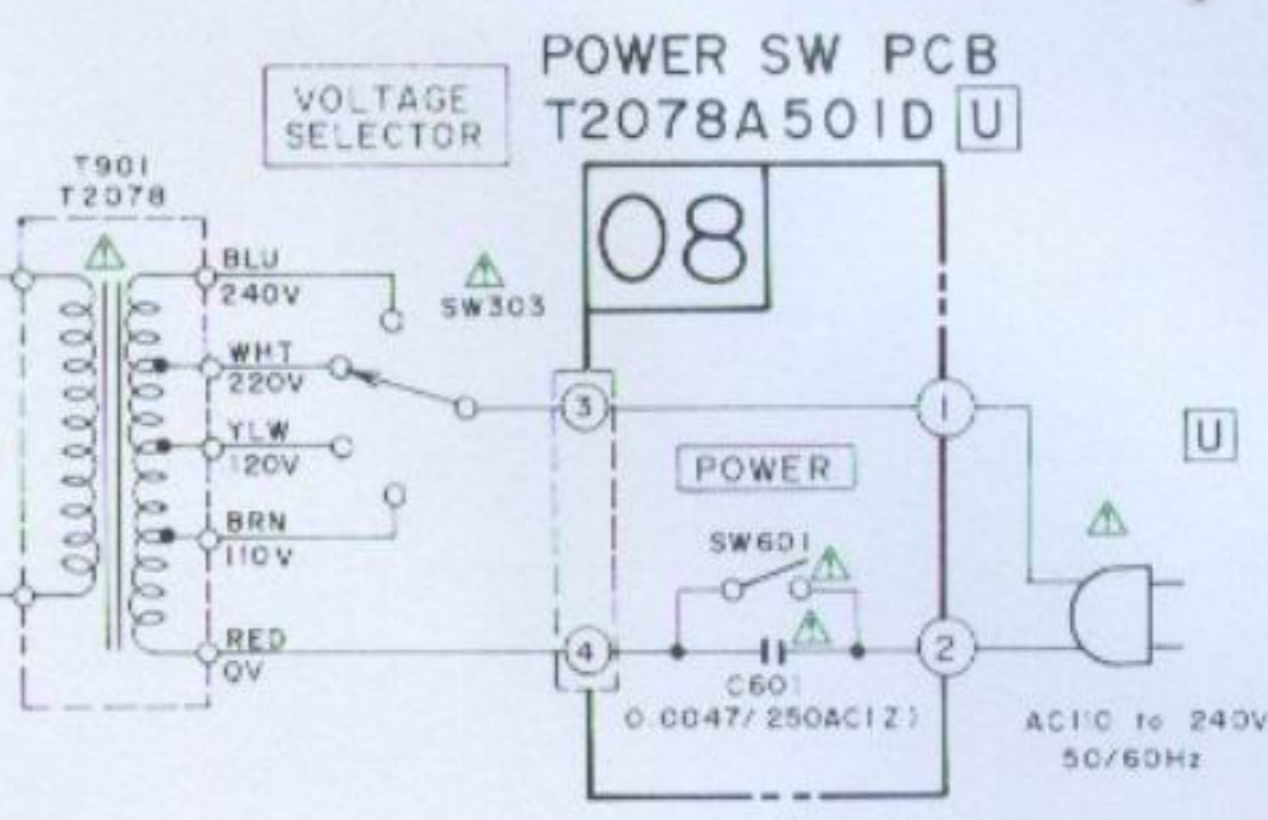 POWER SW PCB
T2078A501D U
VOLTAGE
SELECTOR
T901
T2078
08
BLU
240V
SW303
WHT
220V
3
1
YLW
120V
U
POWER
BRN
110V
SW601
RED
0V
4
2
C601
0.0047/250AC(Z)
AC110 to 240V
50/60Hz